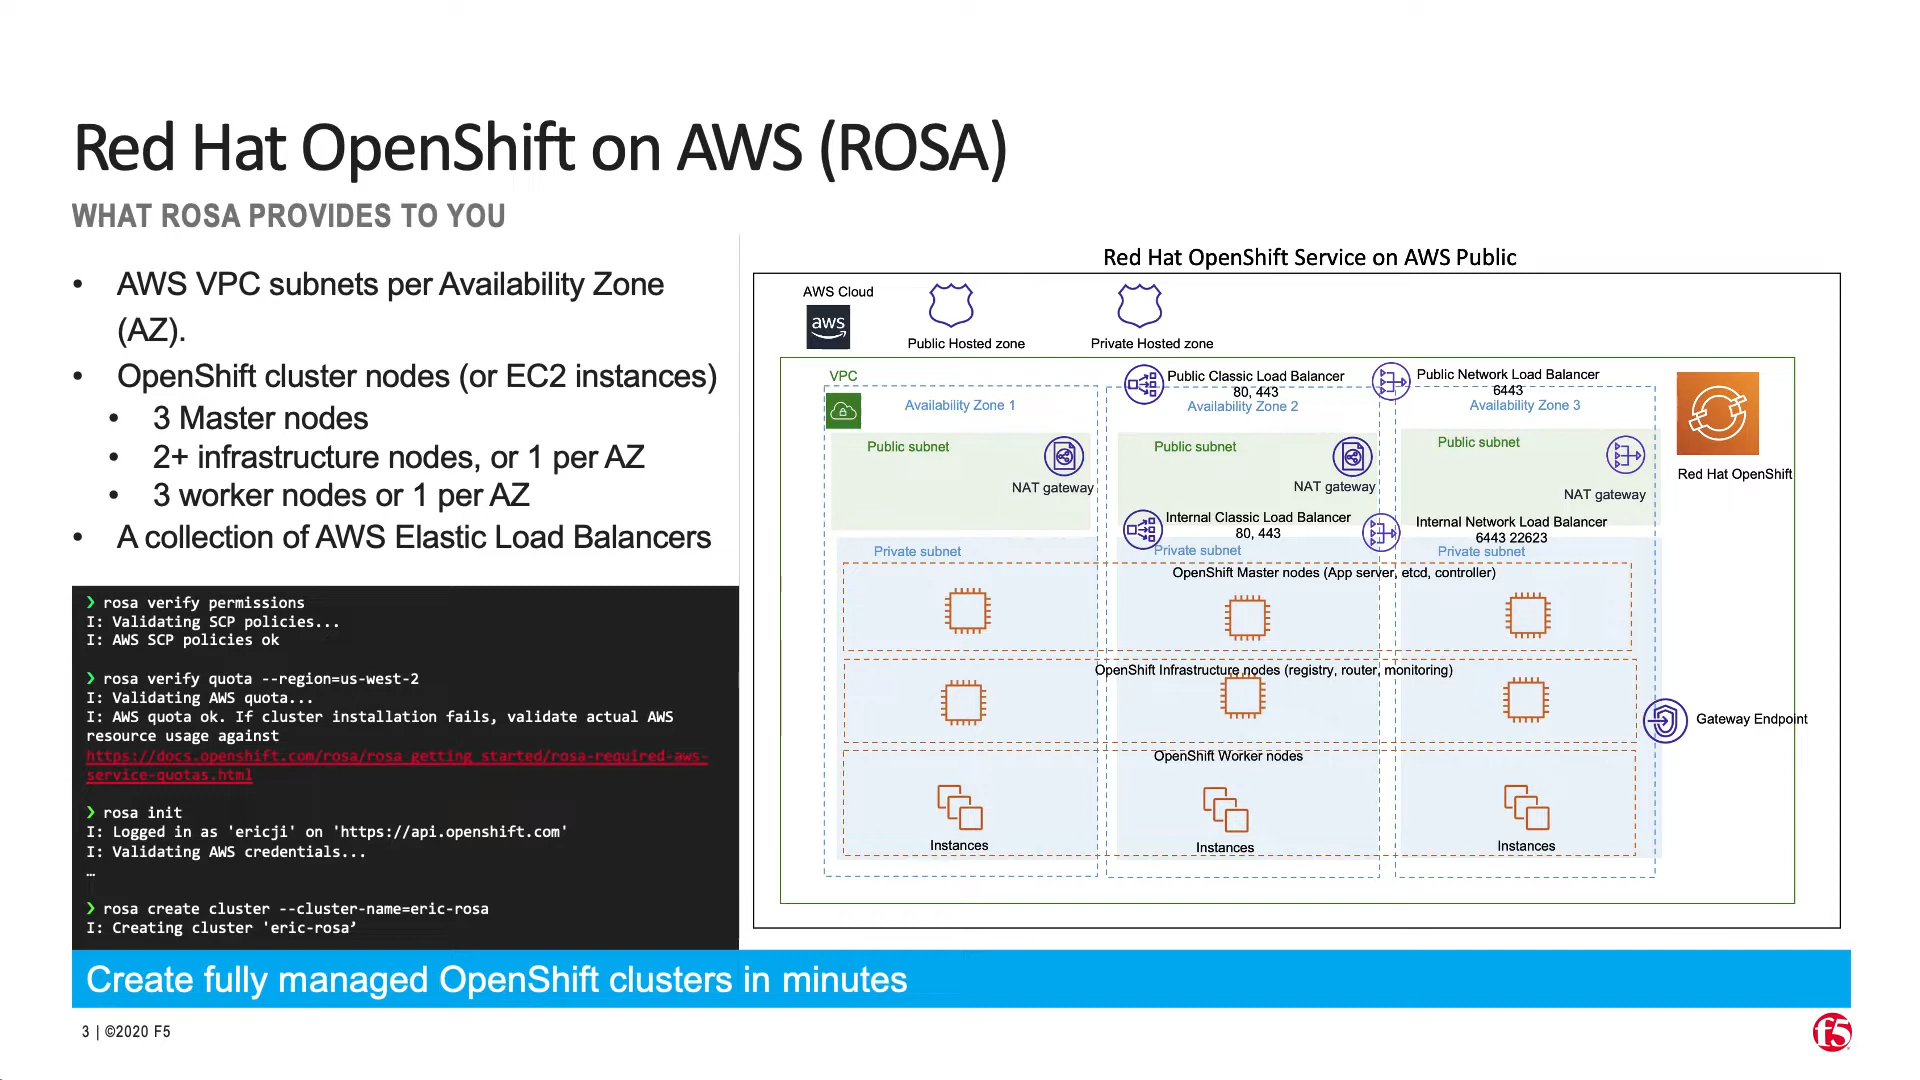 Red Hat OpenShift on AWS (ROSA)
WHAT ROSA PROVIDES TO YOU
• AWS VPC subnets per Availability Zone
(AZ).
• OpenShift cluster nodes (or EC2 instances)
• 3 Master nodes
• 2+ infrastructure nodes, or 1 per AZ
• 3 worker nodes or 1 per AZ
• A collection of AWS Elastic Load Balancers
❯ rosa verify permissions
I: Validating SCP policies...
I: AWS SCP policies ok
❯ rosa verify quota --region=us-west-2
I: Validating AWS quota...
I: AWS quota ok. If cluster installation fails, validate actual AWS
resource usage against
https://docs.openshift.com/rosa/rosa_getting_started/rosa-required-aws-
service-quotas.html
❯ rosa init
I: Logged in as 'ericji' on 'https://api.openshift.com'
I: Validating AWS credentials...
…
❯ rosa create cluster --cluster-name=eric-rosa
I: Creating cluster 'eric-rosa’
Red Hat OpenShift Service on AWS Public
AWS Cloud
aws
Public Hosted zone
Private Hosted zone
VPC
Public Classic Load Balancer
80, 443
Public Network Load Balancer
6443
Availability Zone 1
Availability Zone 2
Availability Zone 3
Public subnet
Public subnet
Public subnet
Red Hat OpenShift
NAT gateway
NAT gateway
NAT gateway
Internal Classic Load Balancer
80, 443
Internal Network Load Balancer
6443 22623
Private subnet
Private subnet
Private subnet
OpenShift Master nodes (App server, etcd, controller)
OpenShift Infrastructure nodes (registry, router, monitoring)
Gateway Endpoint
OpenShift Worker nodes
Instances
Instances
Instances
Create fully managed OpenShift clusters in minutes
3 | ©2020 F5
f5